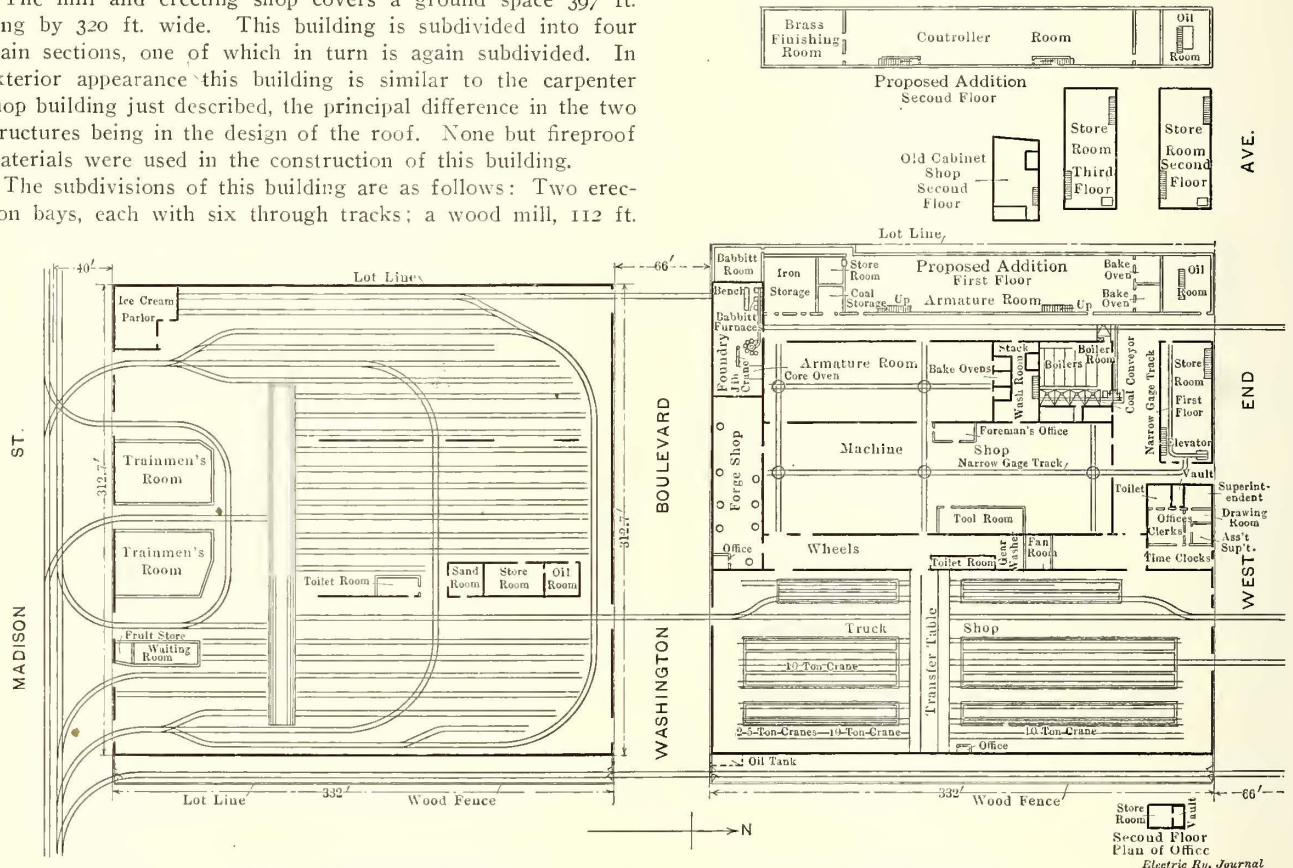 The mill and erecting shop covers a ground space 397 ft.
ng by 320 ft. wide. This building is subdivided into four
ain sections, one of which in turn is again subdivided. In
xterior appearance this building is similar to the carpenter
hop building just described, the principal difference in the two
tructures being in the design of the roof. None but fireproof
aterials were used in the construction of this building.
The subdivisions of this building are as follows: Two erec-
on bays, each with six through tracks; a wood mill, 112 ft.
Brass
Finishing
Room
Controller Room
Oil
Room
Proposed Addition
Second Floor
Old Cabinet
Shop
Second
Floor
Store
Room
Third
Floor
Store
Room
Second
Floor
AVE.
Lot Line
40'
Lot Lines
66'
Ice Cream
Parlor
312.7'
ST.
MADISON
Trainmen's
Room
Trainmen's
Room
Fruit Store
Waiting
Room
Toilet Room
Sand
Room
Store
Room
Oil
Room
312.7'
Lot Line
332'
Wood Fence
BOULEVARD
WASHINGTON
Babbitt
Room
Bench
Babbitt
Furnaces
Iron
Storage
Store
Room
Coal
Storage
Up
Proposed Addition
First Floor
Armature Room
Up
Bake
Oven
Bake
Oven
Oil
Room
Foundry
Jib
Crane
Armature Room
Core Oven
Bake Ovens
Stack
Wash Room
Boilers
Boiler
Room
Coal Conveyor
Narrow Gage Track
Store
Room
First
Floor
Elevator
END
Forge Shop
Machine Shop
Foreman's Office
Narrow Gage Track
Vault
Toilet
Superint-
endent
Offices
Drawing
Room
Clerks
Ass't
Sup't.
Time Clocks
Tool Room
Office
Wheels
Gear
Washer
Fan
Room
Toilet Room
WEST
Truck Shop
Transfer Table
10 Ton Crane
2-5-Ton-Cranes—10-Ton-Crane
10 Ton Crane
Office
Oil Tank
332'
Wood Fence
66'
N
Store
Room
Vault
Second Floor
Plan of Office
Electric Ry. Journal